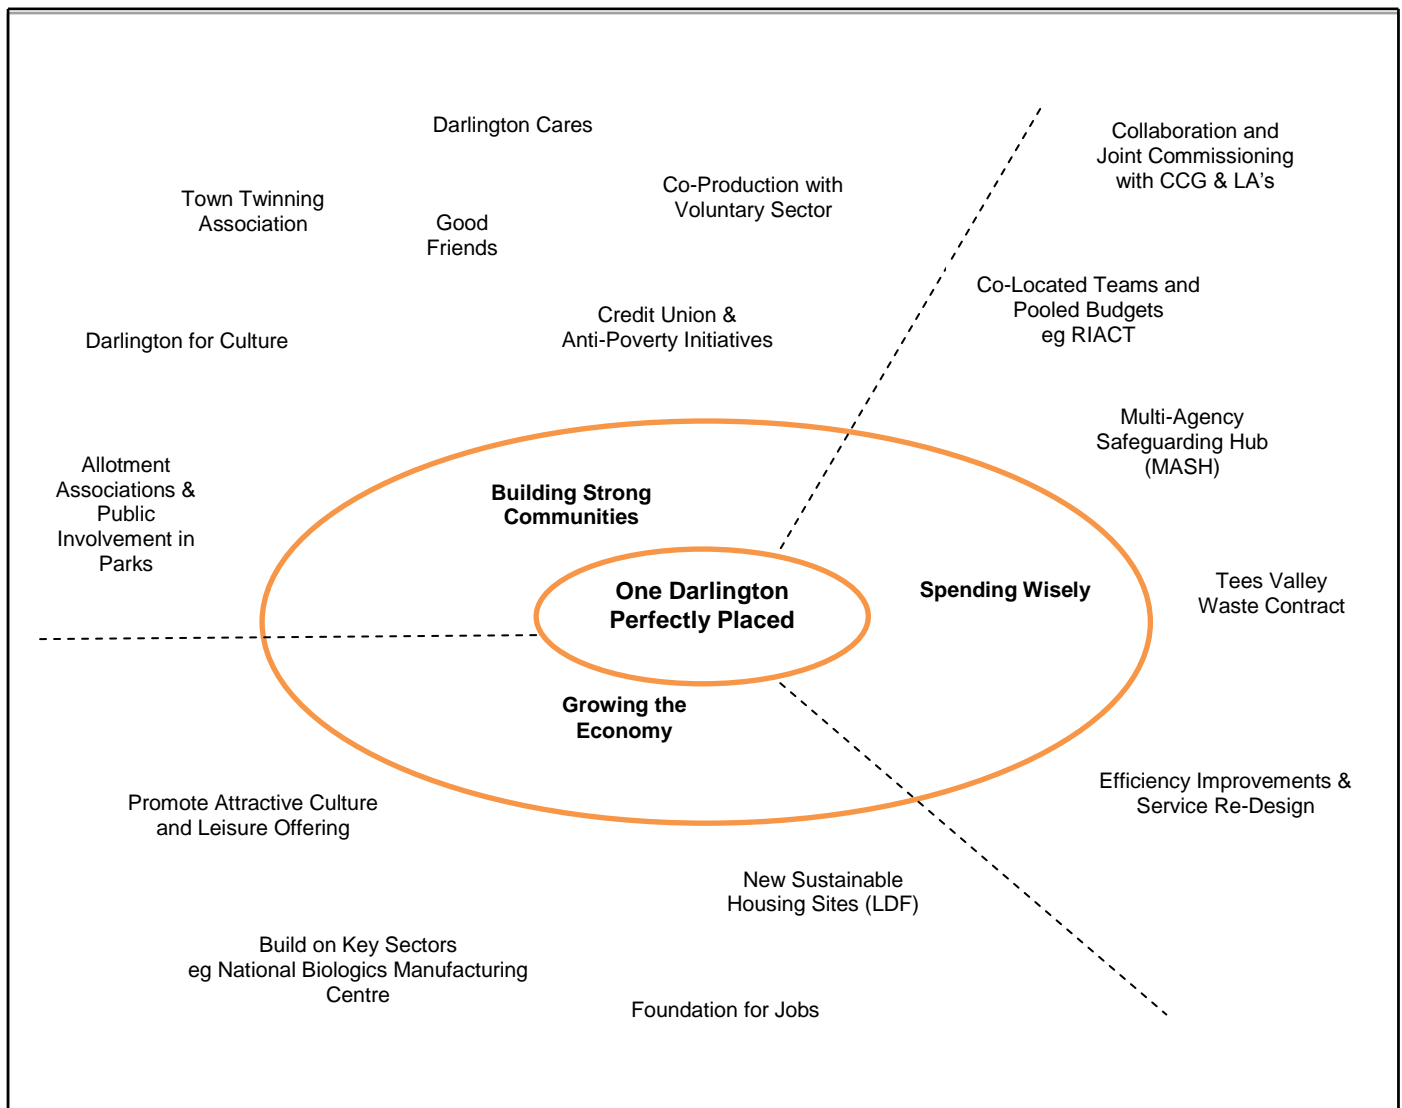 Darlington Cares
Collaboration and
Joint Commissioning
with CCG & LA’s
Town Twinning
Association
Good
Friends
Co-Production with
Voluntary Sector
Co-Located Teams and
Pooled Budgets
eg RIACT
Darlington for Culture
Credit Union &
Anti-Poverty Initiatives
Multi-Agency
Safeguarding Hub
(MASH)
Allotment
Associations &
Public
Involvement in
Parks
Building Strong
Communities
One Darlington
Perfectly Placed
Spending Wisely
Tees Valley
Waste Contract
Growing the
Economy
Promote Attractive Culture
and Leisure Offering
Efficiency Improvements &
Service Re-Design
New Sustainable
Housing Sites (LDF)
Build on Key Sectors
eg National Biologics Manufacturing
Centre
Foundation for Jobs